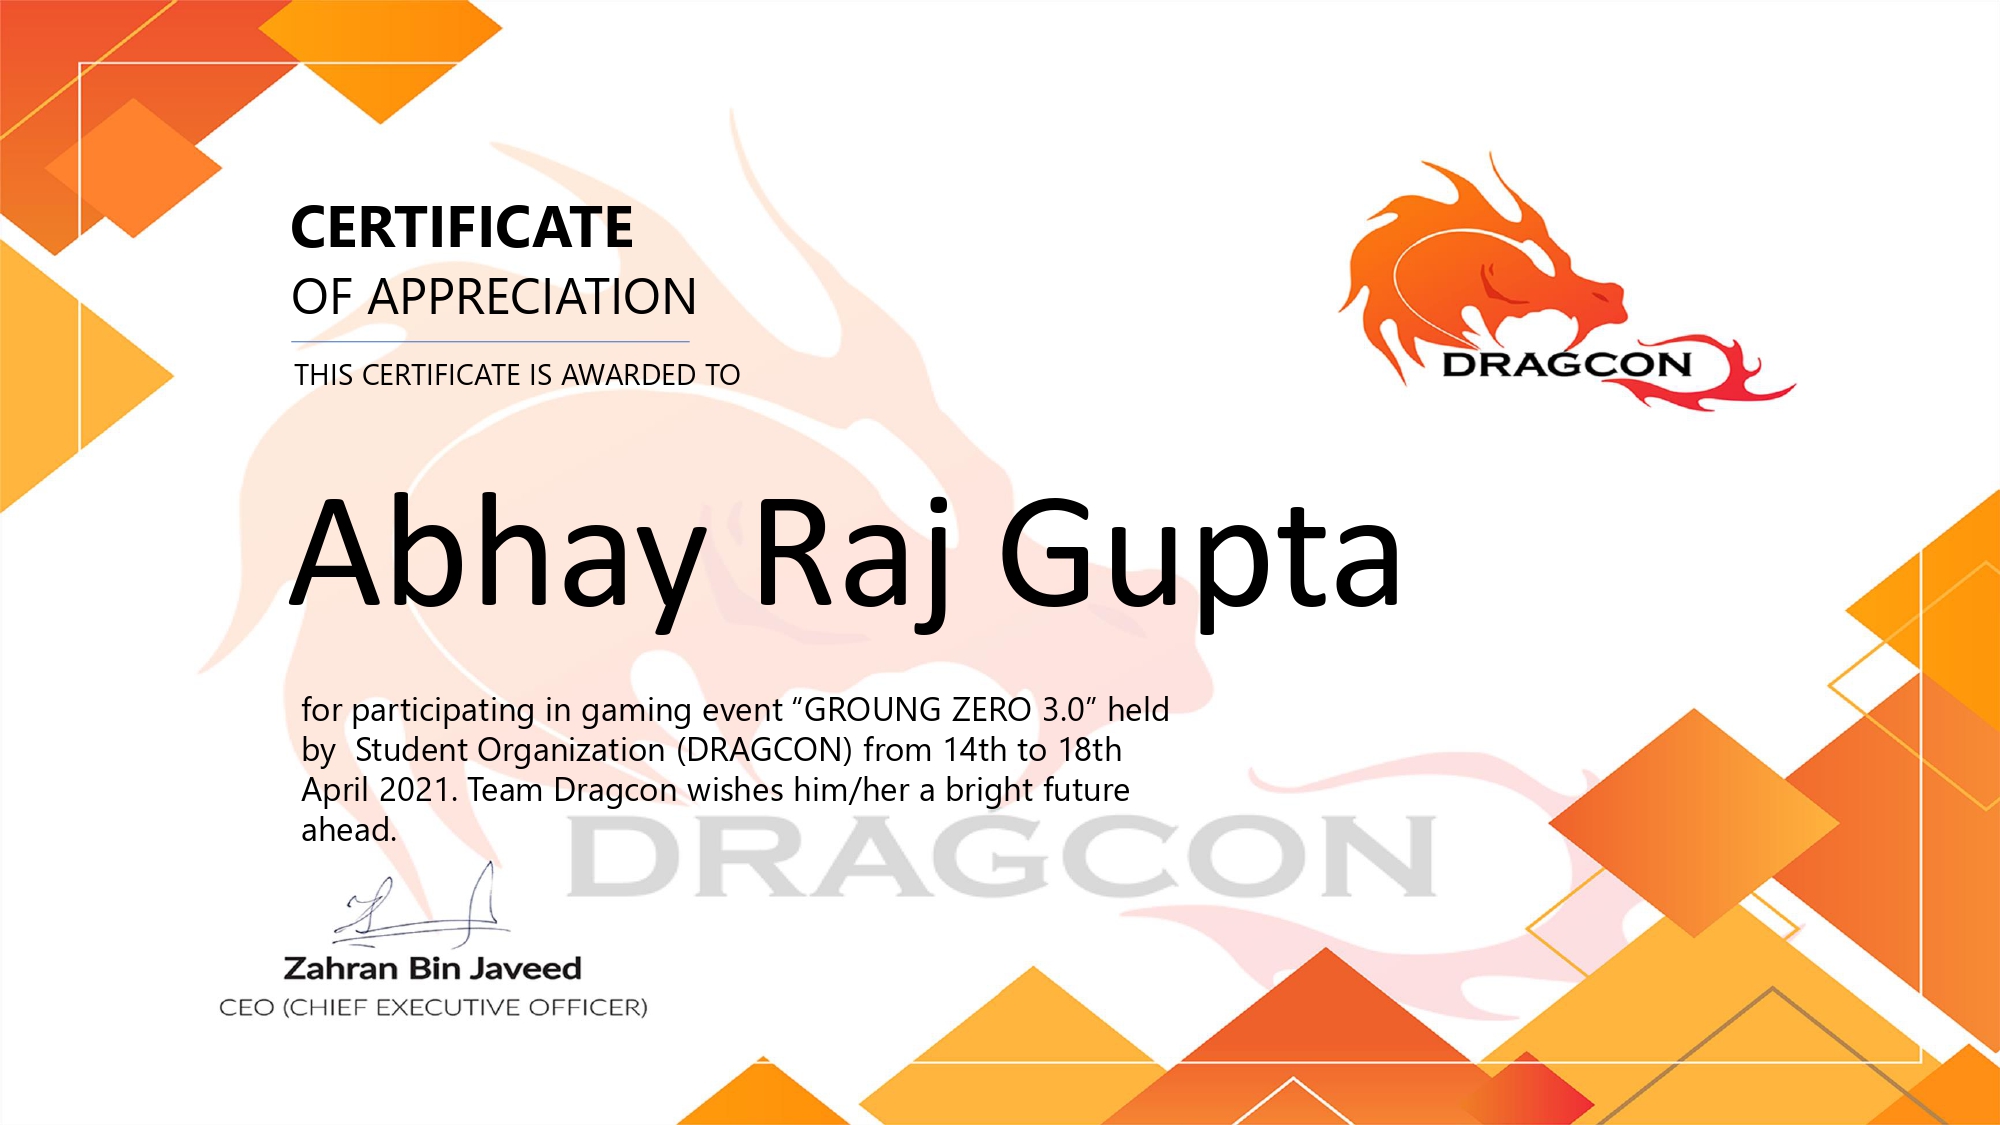 CERTIFICATE
OF APPRECIATION
THIS CERTIFICATE IS AWARDED TO
DRAGCON
Abhay Raj Gupta
for participating in gaming event “GROUNG ZERO 3.0” held
by  Student Organization (DRAGCON) from 14th to 18th
April 2021. Team Dragcon wishes him/her a bright future
ahead.
DRAGCON
Zahran Bin Javeed
CEO (CHIEF EXECUTIVE OFFICER)